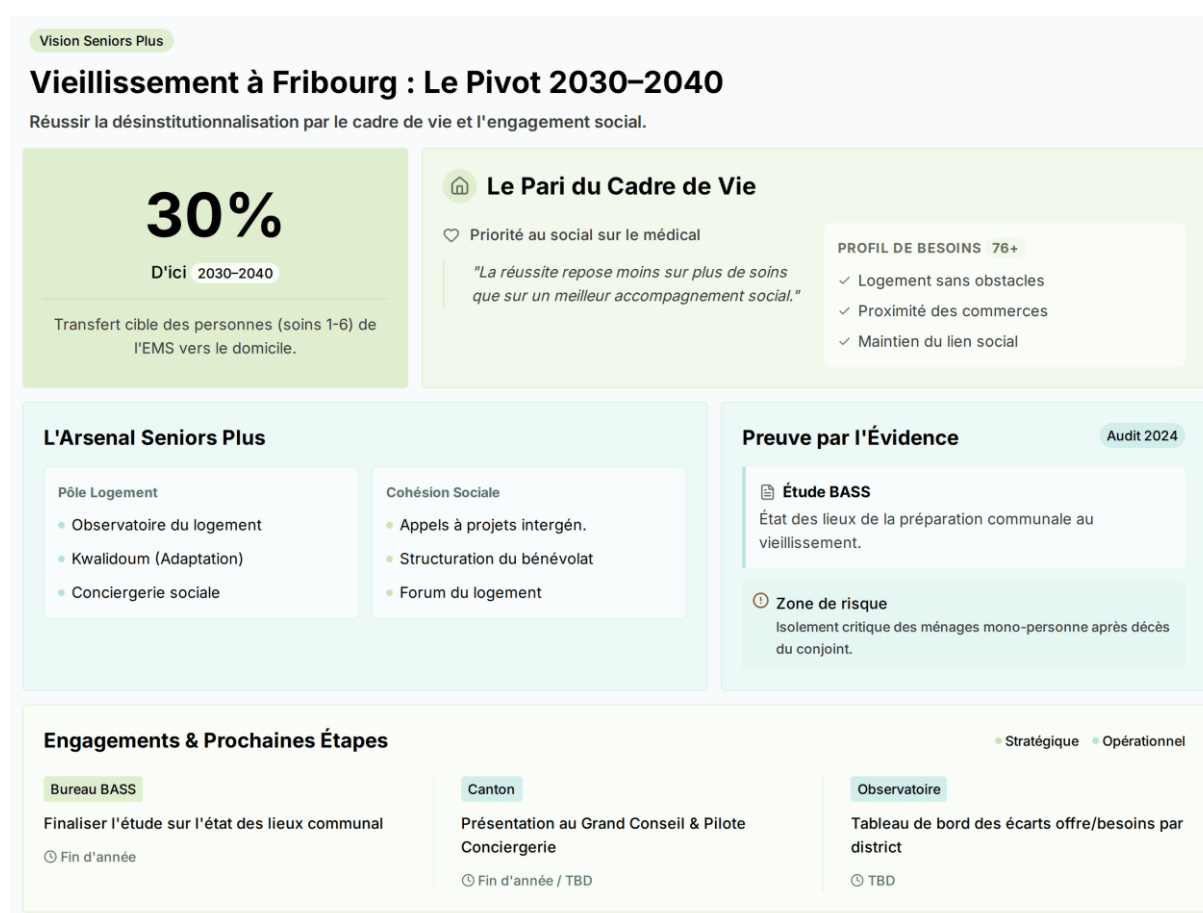 Vision Seniors Plus
Vieillissement à Fribourg : Le Pivot 2030–2040
Réussir la désinstitutionnalisation par le cadre de vie et l'engagement social.
30%
D'ici 2030–2040
Transfert cible des personnes (soins 1-6) de
l'EMS vers le domicile.
Le Pari du Cadre de Vie
Priorité au social sur le médical
"La réussite repose moins sur plus de soins
que sur un meilleur accompagnement social."
PROFIL DE BESOINS 76+
Logement sans obstacles
Proximité des commerces
Maintien du lien social
L'Arsenal Seniors Plus
Pôle Logement
Observatoire du logement
Kwalidoum (Adaptation)
Conciergerie sociale
Cohésion Sociale
Appels à projets intergén.
Structuration du bénévolat
Forum du logement
Preuve par l'Évidence
Audit 2024
Étude BASS
État des lieux de la préparation communale au
vieillissement.
Zone de risque
Isolement critique des ménages mono-personne après décès
du conjoint.
Engagements & Prochaines Étapes
Stratégique
Opérationnel
Bureau BASS
Finaliser l'étude sur l'état des lieux communal
Fin d'année
Canton
Présentation au Grand Conseil & Pilote
Conciergerie
Fin d'année / TBD
Observatoire
Tableau de bord des écarts offre/besoins par
district
TBD